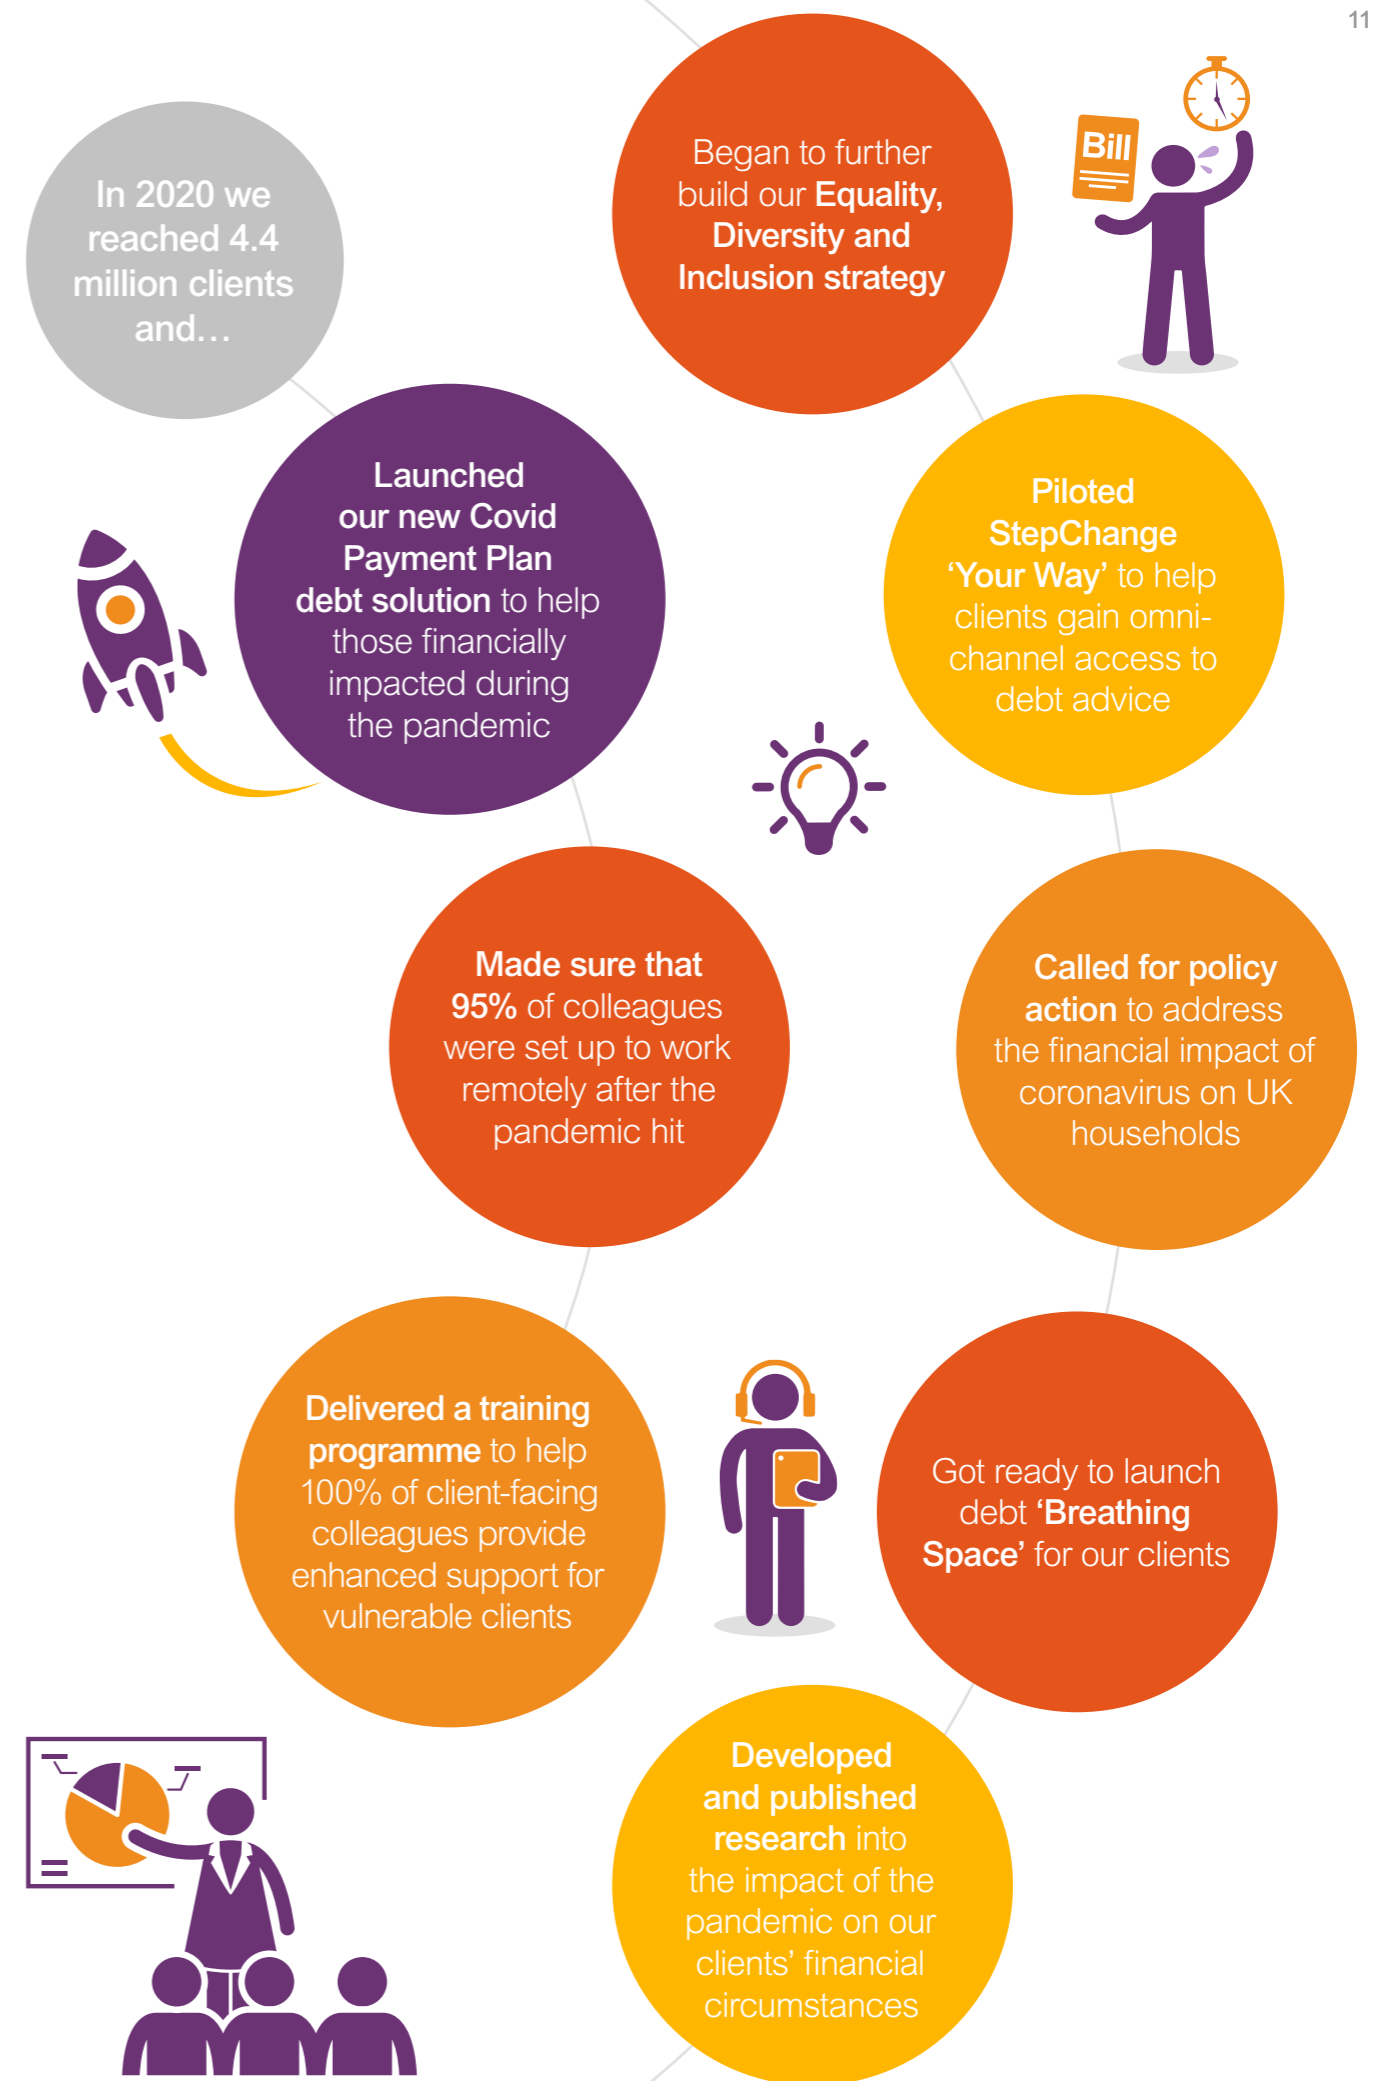 11
In 2020 we
reached 4.4
million clients
and…
Launched
our new Covid
Payment Plan
debt solution to help
those financially
impacted during
the pandemic
Made sure that
95% of colleagues
were set up to work
remotely after the
pandemic hit
Delivered a training
programme to help
100% of client-facing
colleagues provide
enhanced support for
vulnerable clients
Began to further
build our Equality,
Diversity and
Inclusion strategy
Bill
Piloted
StepChange
‘Your Way’ to help
clients gain omni-
channel access to
debt advice
Called for policy
action to address
the financial impact of
coronavirus on UK
households
Got ready to launch
debt ‘Breathing
Space’ for our clients
Developed
and published
research into
the impact of the
pandemic on our
clients’ financial
circumstances